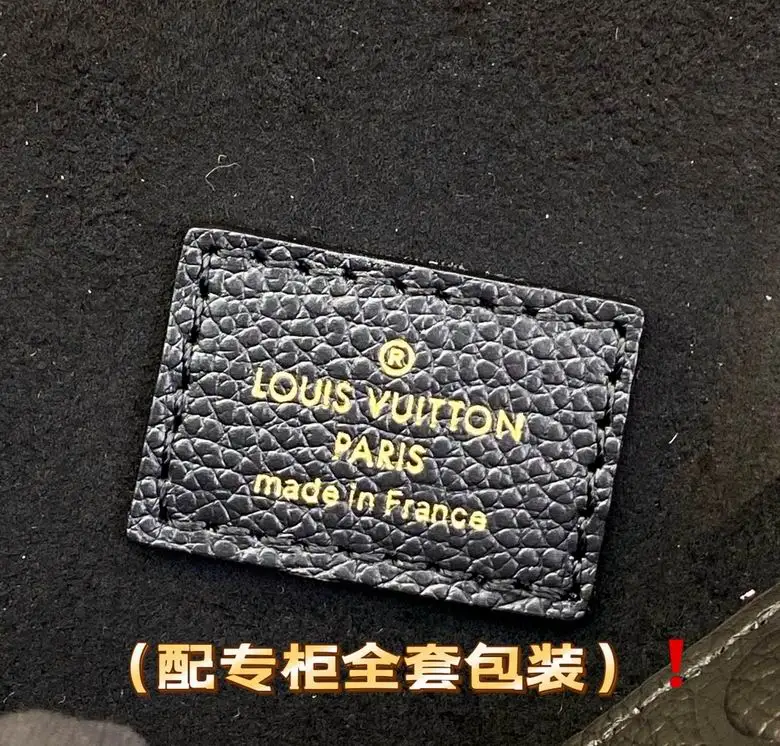 ®
LOUIS VUITTON
PARIS
made in France
（配专柜全套包装）❗